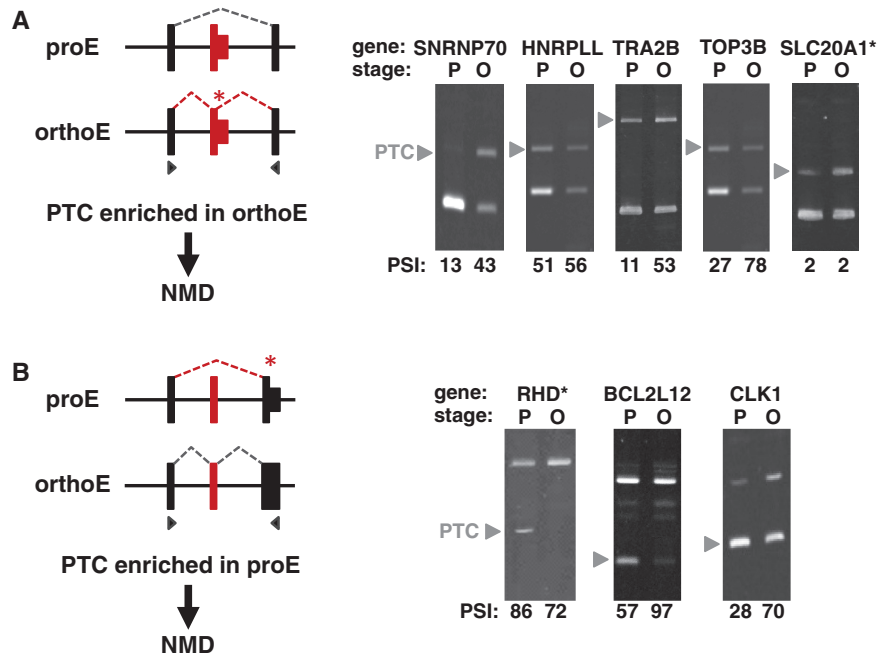 A
proE
*
orthoE
PTC enriched in orthoE
NMD
gene: SNRNP70 HNRPLL TRA2B TOP3B SLC20A1*
stage: P O P O P O P O P O
PTC
PSI: 13 43 51 56 11 53 27 78 2 2
B
*
proE
orthoE
PTC enriched in proE
NMD
gene: RHD* BCL2L12 CLK1
stage: P O P O P O
PTC
PSI: 86 72 57 97 28 70